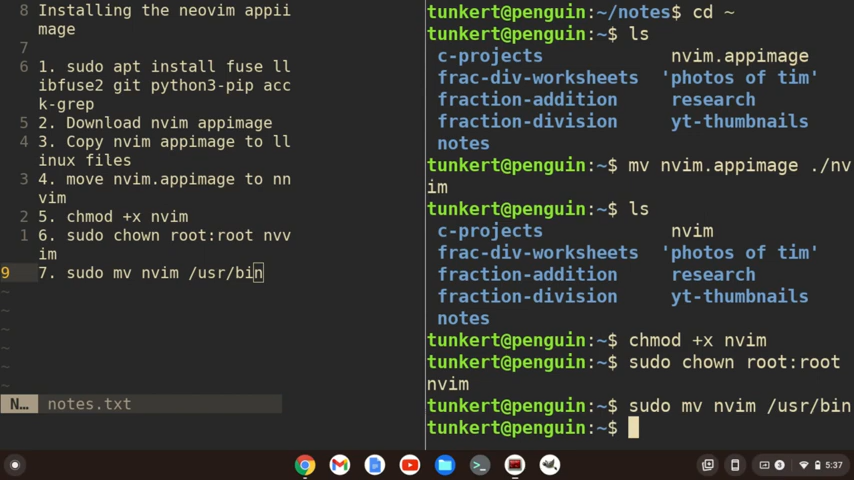 8 Installing the neovim appii
mage
7
6 1. sudo apt install fuse ll
ibfuse2 git python3-pip acc
k-grep
5 2. Download nvim appimage
4 3. Copy nvim appimage to ll
inux files
3 4. move nvim.appimage to nn
vim
2 5. chmod +x nvim
1 6. sudo chown root:root nvv
im
9 7. sudo mv nvim /usr/bin
~
~
~
~
~
~
N… notes.txt
tunkert@penguin:~/notes$ cd ~
tunkert@penguin:~$ ls
c-projects nvim.appimage
frac-div-worksheets 'photos of tim'
fraction-addition research
fraction-division yt-thumbnails
notes
tunkert@penguin:~$ mv nvim.appimage ./nv
im
tunkert@penguin:~$ ls
c-projects nvim
frac-div-worksheets 'photos of tim'
fraction-addition research
fraction-division yt-thumbnails
notes
tunkert@penguin:~$ chmod +x nvim
tunkert@penguin:~$ sudo chown root:root
nvim
tunkert@penguin:~$ sudo mv nvim /usr/bin
tunkert@penguin:~$
3 5:37